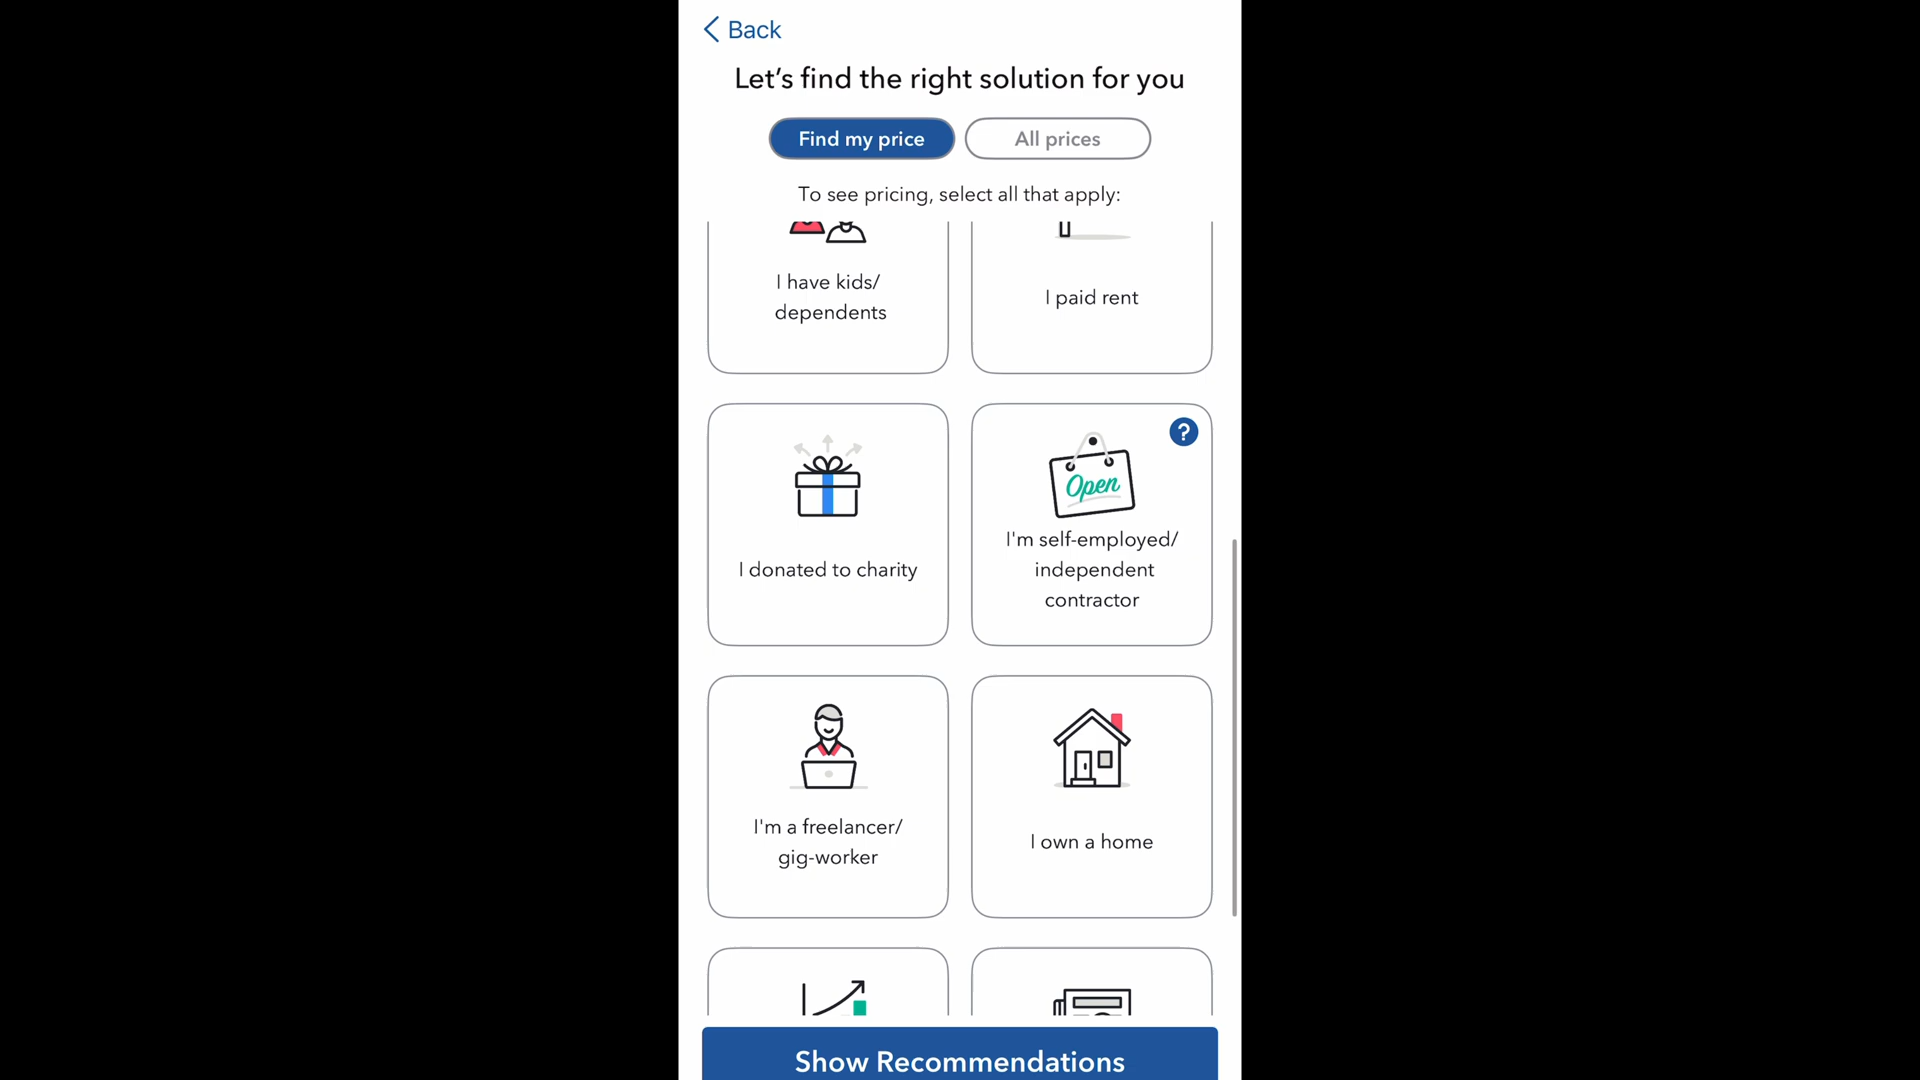 Back
Let's find the right solution for you
Find my price
All prices
To see pricing, select all that apply:
I have kids/
dependents
I paid rent
I donated to charity
?
Open
I'm self-employed/
independent
contractor
I'm a freelancer/
gig-worker
I own a home
Show Recommendations